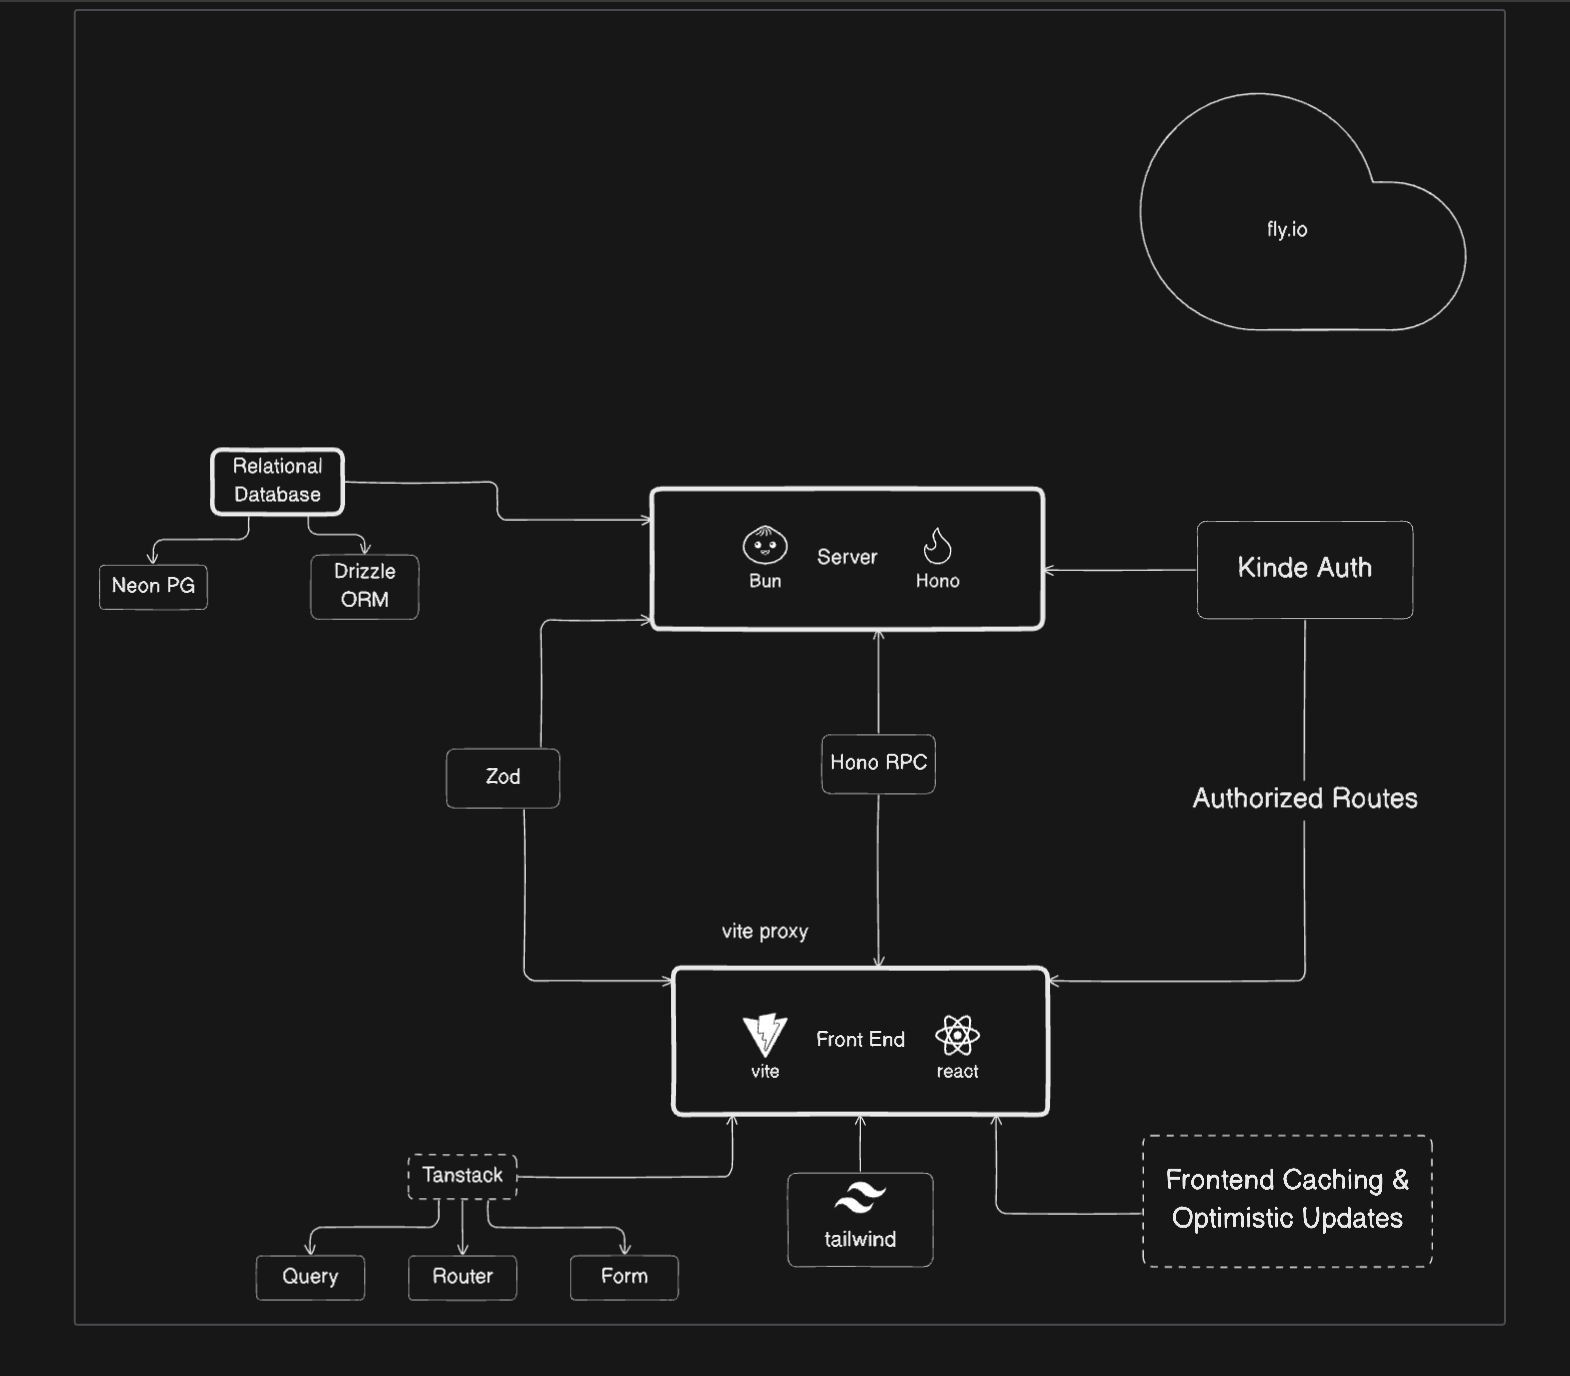 fly.io
Relational
Database
Neon PG
Drizzle
ORM
Server
Bun
Hono
Kinde Auth
Zod
Hono RPC
Authorized Routes
vite proxy
Front End
vite
react
Tanstack
Query
Router
Form
tailwind
Frontend Caching &
Optimistic Updates